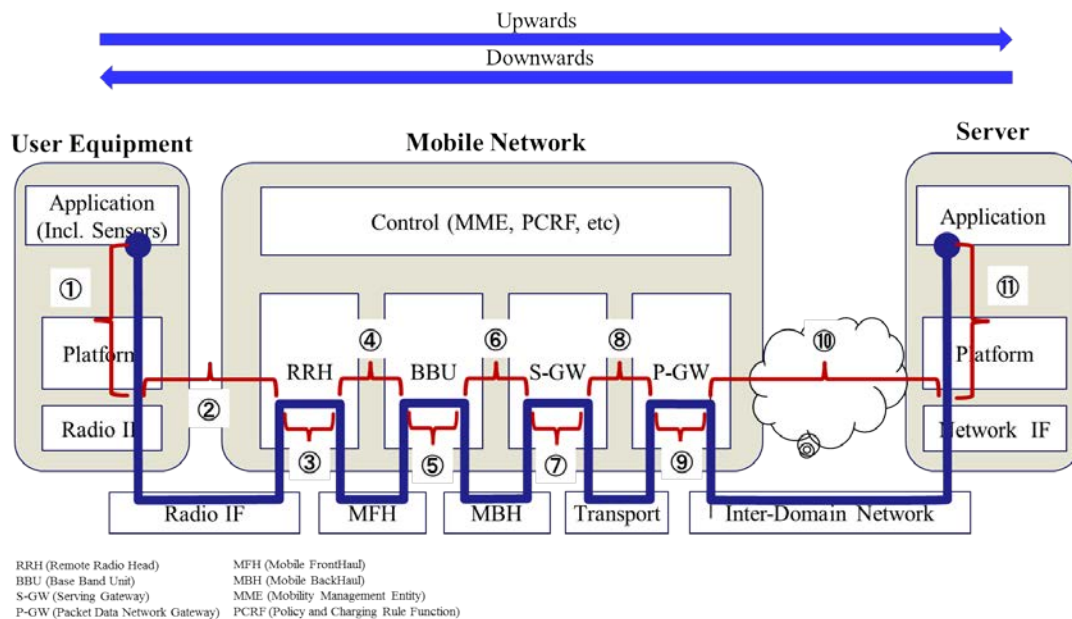 Upwards
Downwards
User Equipment
Mobile Network
Server
Application
(Incl. Sensors)
Control (MME, PCRF, etc)
Application
①
⑪
④
⑥
⑧
⑩
Platform
RRH
BBU
S-GW
P-GW
Platform
②
Radio IF
Network IF
③
⑤
⑦
⑨
Radio IF
MFH
MBH
Transport
Inter-Domain Network
RRH (Remote Radio Head)
BBU (Base Band Unit)
S-GW (Serving Gateway)
P-GW (Packet Data Network Gateway)
MFH (Mobile FrontHaul)
MBH (Mobile BackHaul)
MME (Mobility Management Entity)
PCRF (Policy and Charging Rule Function)